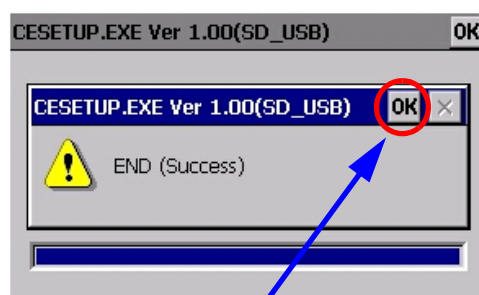 CESETUP.EXE Ver 1.00(SD_USB) OK
CESETUP.EXE Ver 1.00(SD_USB) OK ×
END (Success)